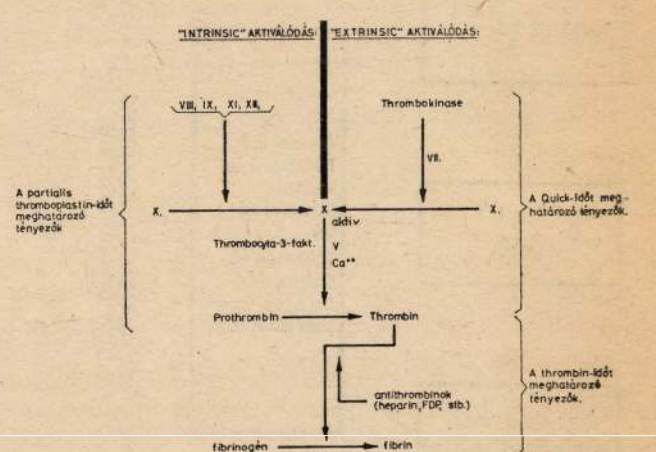 "INTRINSIC" AKTIVÁLÓDÁS:
"EXTRINSIC" AKTIVÁLÓDÁS:
VIII, IX, XI, XII,
Thrombokinase
VII.
A partialis
thromboplastin-időt
meghatározó
tényezők
X.
X
aktiv
X.
A Quick-időt meg-
határozó tényezők.
Thrombocyta-3-fakt.
V
Ca++
Prothrombin
Thrombin
antithrombinok
(heparin, FDP, stb.)
A thrombin-időt
meghatározó
tényezők.
fibrinogén
fibrin